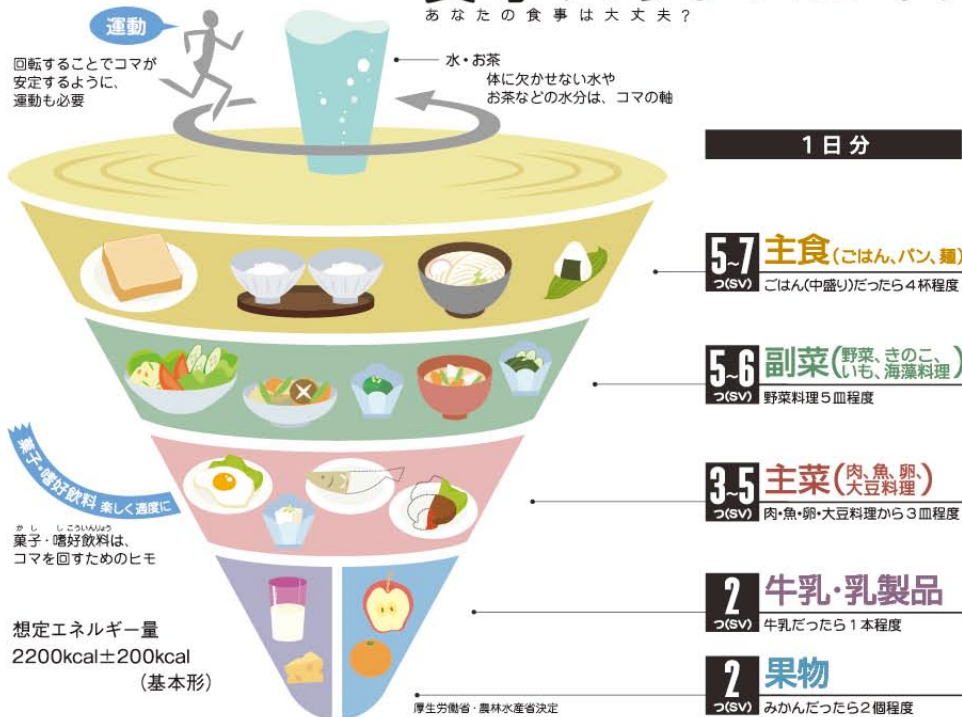 あなたの食事は大丈夫?
運動
回転することでコマが
安定するように、
運動も必要
水・お茶
体に欠かせない水や
お茶などの水分は、コマの軸
1日分
5~7
つ(SV)
主食(ごはん、パン、麺)
ごはん(中盛り)だったら4杯程度
5~6
つ(SV)
副菜(野菜、きのこ、
いも、海藻料理)
野菜料理5皿程度
3~5
つ(SV)
主菜(肉、魚、卵、
大豆料理)
肉・魚・卵・大豆料理から3皿程度
2
つ(SV)
牛乳・乳製品
牛乳だったら1本程度
2
つ(SV)
果物
みかんだったら2個程度
菓子・嗜好飲料 楽しく適度に
かし しこういんりょう
菓子・嗜好飲料は、
コマを回すためのヒモ
想定エネルギー量
2200kcal±200kcal
(基本形)
厚生労働省・農林水産省決定